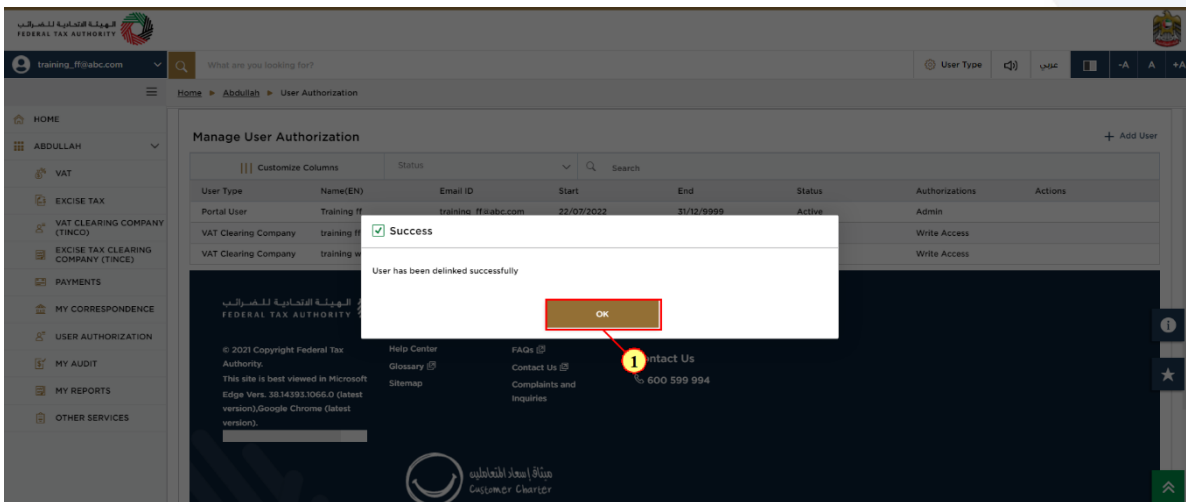 الهيئة الاتحادية للضرائب
FEDERAL TAX AUTHORITY
training_ff@abc.com
What are you looking for?
User Type
عربي
-A A +A
Home Abdullah User Authorization
HOME
ABDULLAH
VAT
EXCISE TAX
VAT CLEARING COMPANY
(TINCO)
EXCISE TAX CLEARING
COMPANY (TINCE)
PAYMENTS
MY CORRESPONDENCE
USER AUTHORIZATION
MY AUDIT
MY REPORTS
OTHER SERVICES
Manage User Authorization
+ Add User
Customize Columns Status Search
User Type Name(EN) Email ID Start End Status Authorizations Actions
Portal User Training ff training_ff@abc.com 22/07/2022 31/12/9999 Active Admin
VAT Clearing Company training ff Write Access
VAT Clearing Company training w Write Access
Success
User has been delinked successfully
OK
1
الهيئة الاتحادية للضرائب
FEDERAL TAX AUTHORITY
© 2021 Copyright Federal Tax
Authority.
This site is best viewed in Microsoft
Edge Vers. 38.14393.1066.0 (latest
version),Google Chrome (latest
version).
Help Center
Glossary
Sitemap
FAQs
Contact Us
Complaints and
Inquiries
ntact Us
600 599 994
ميثاق إسعاد المتعاملين
Customer Charter